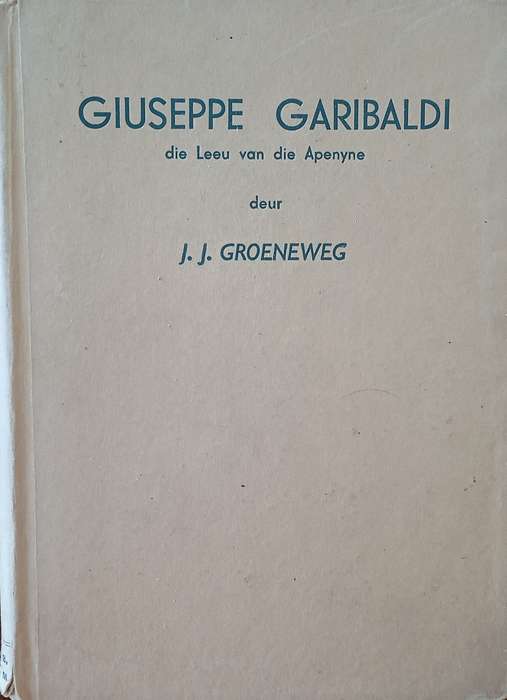 GIUSEPPE GARIBALDI
die Leeu van die Apenyne
deur
J. J. GROENEWEG